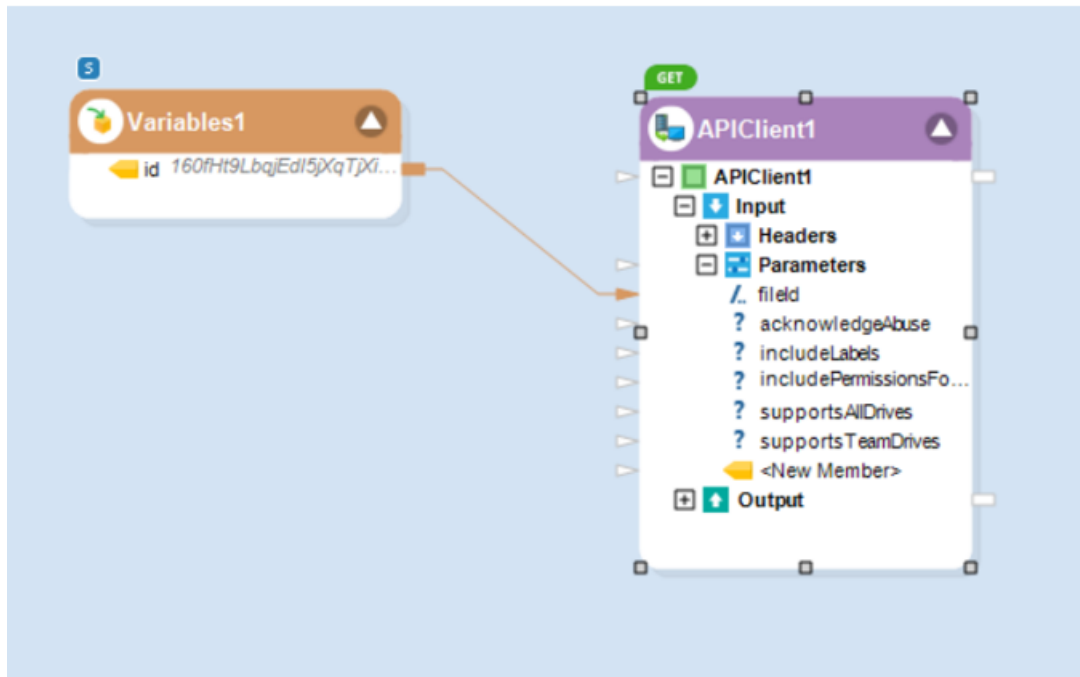 S
Variables1
id 160fHt9LbqjEdI5jXqTjXi...
GET
APIClient1
APIClient1
Input
Headers
Parameters
fileId
? acknowledgeAbuse
? includeLabels
? includePermissionsFo...
? supportsAllDrives
? supportsTeamDrives
<New Member>
Output